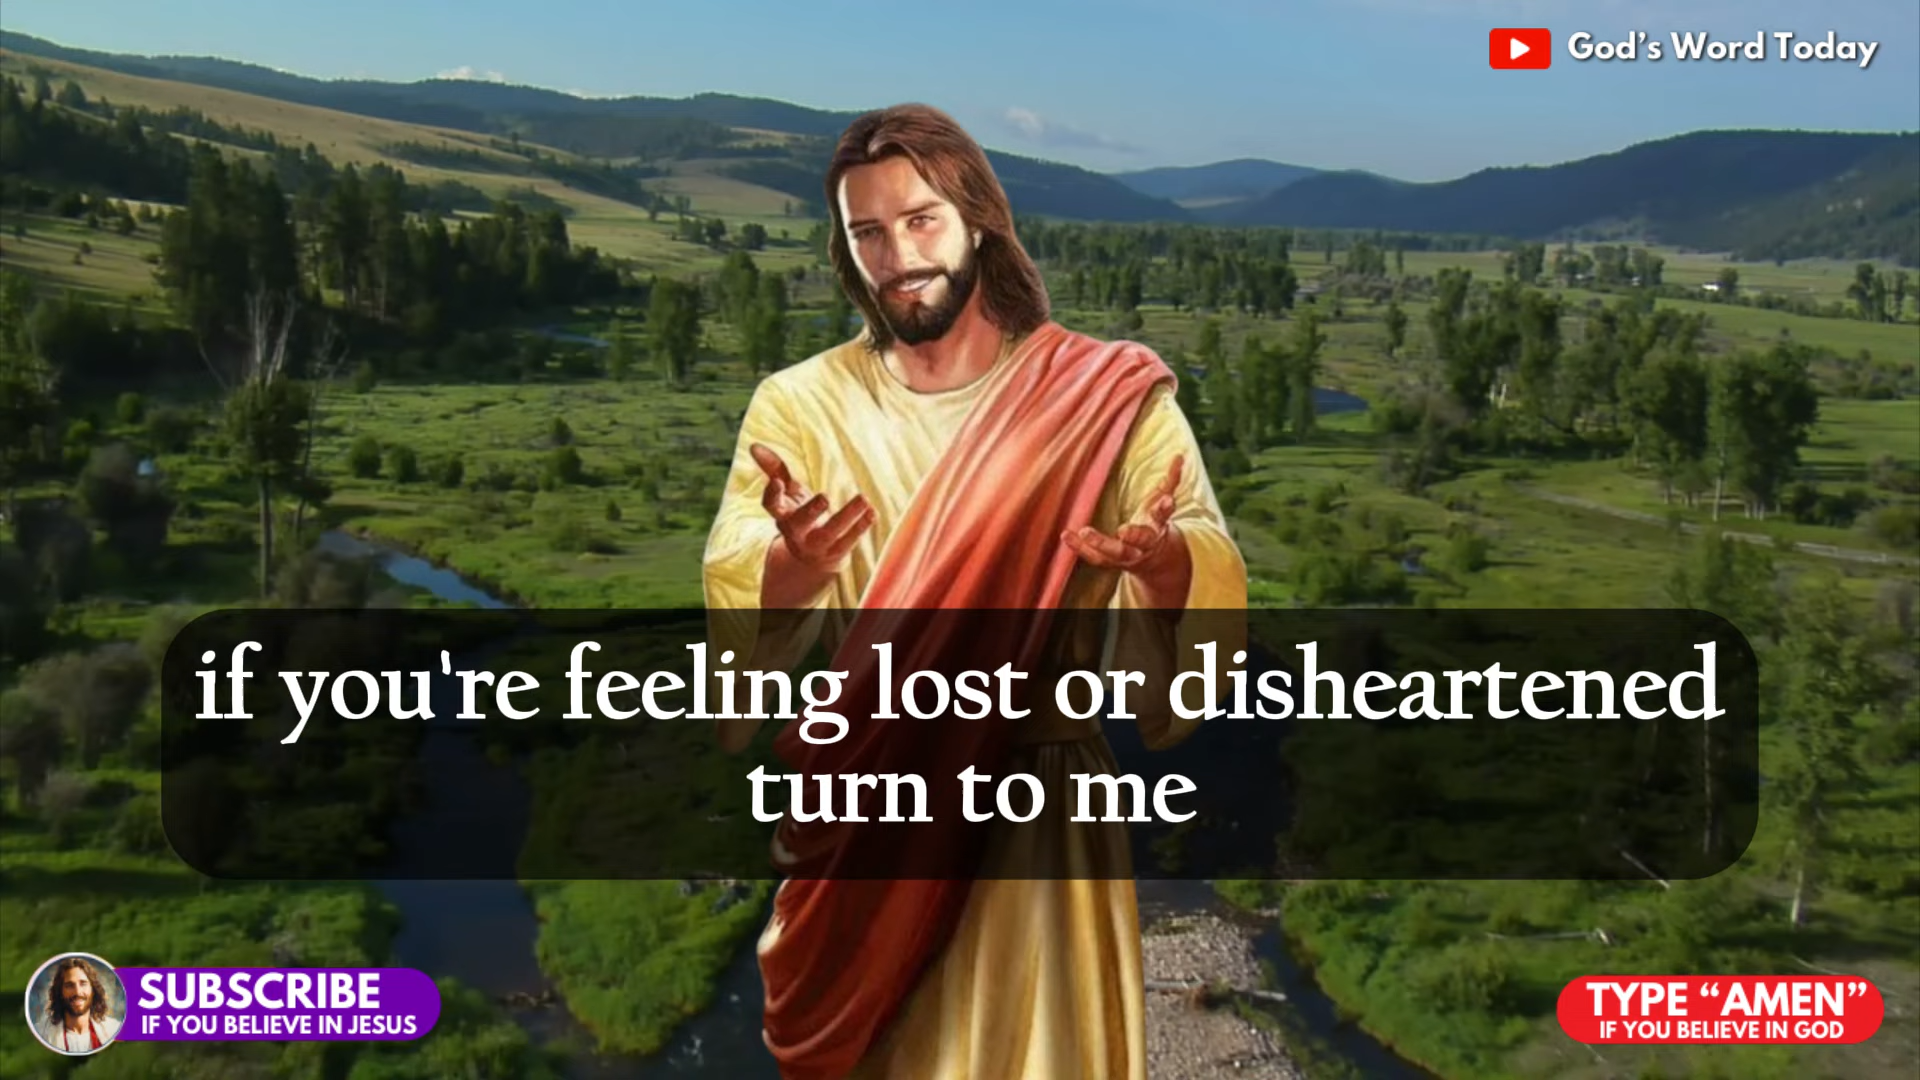 God’s Word Today
if you're feeling lost or disheartened
turn to me
SUBSCRIBE
IF YOU BELIEVE IN JESUS
TYPE “AMEN”
IF YOU BELIEVE IN GOD